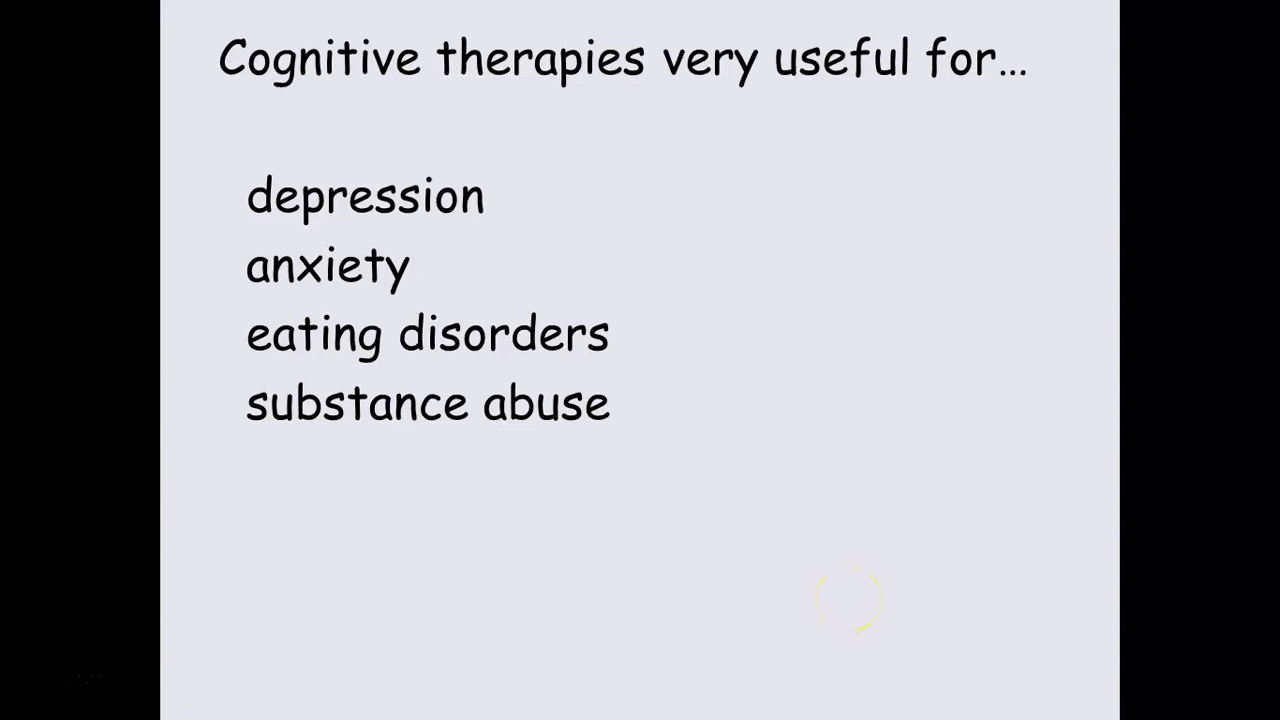 Cognitive therapies very useful for...
depression
anxiety
eating disorders
substance abuse